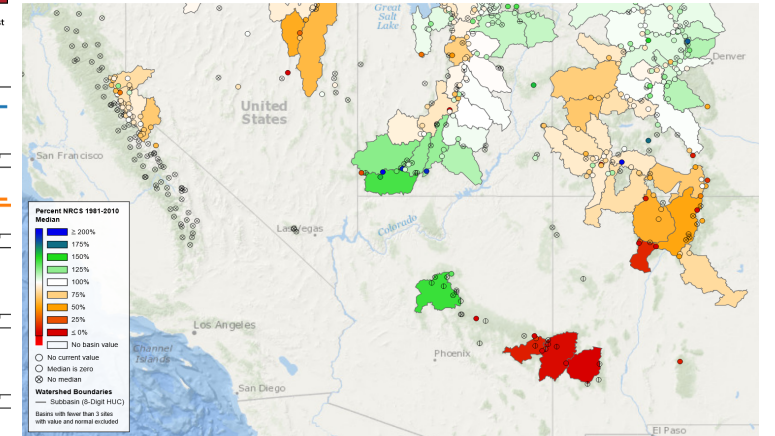 st
Great
Salt
Lake
Denver
United
States
San Francisco
Las Vegas
Colorado
Percent NRCS 1981-2010
Median
≥ 200%
175%
150%
125%
100%
75%
50%
25%
≤ 0%
No basin value
No current value
Median is zero
No median
Watershed Boundaries
Subbasin (8-Digit HUC)
Basins with fewer than 3 sites
with value and normal excluded
Los Angeles
Channel
Islands
Phoenix
San Diego
El Paso